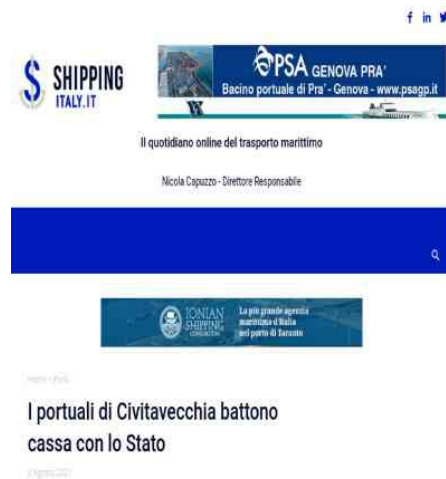 SHIPPING
ITALY.IT
PSA GENOVA PRA'
Bacino portuale di Pra' - Genova - www.psagp.it
Il quotidiano online del trasporto marittimo
Nicola Capuzzo - Direttore Responsabile
IONIAN
SHIPPING
CONSORTIUM
La più grande agenzia
marittima d'Italia
nel porto di Taranto
Home
I portuali di Civitavecchia battono
cassa con lo Stato